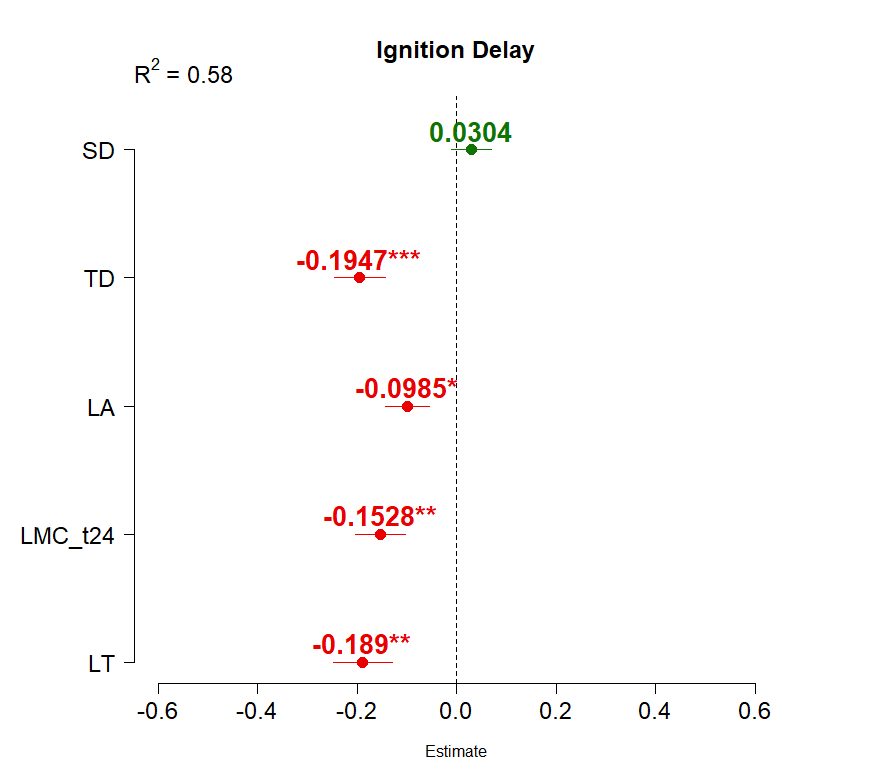 Ignition Delay
R² = 0.58
SD
0.0304
TD
-0.1947***
LA
-0.0985*
LMC_t24
-0.1528**
LT
-0.189**
-0.6 -0.4 -0.2 0.0 0.2 0.4 0.6
Estimate